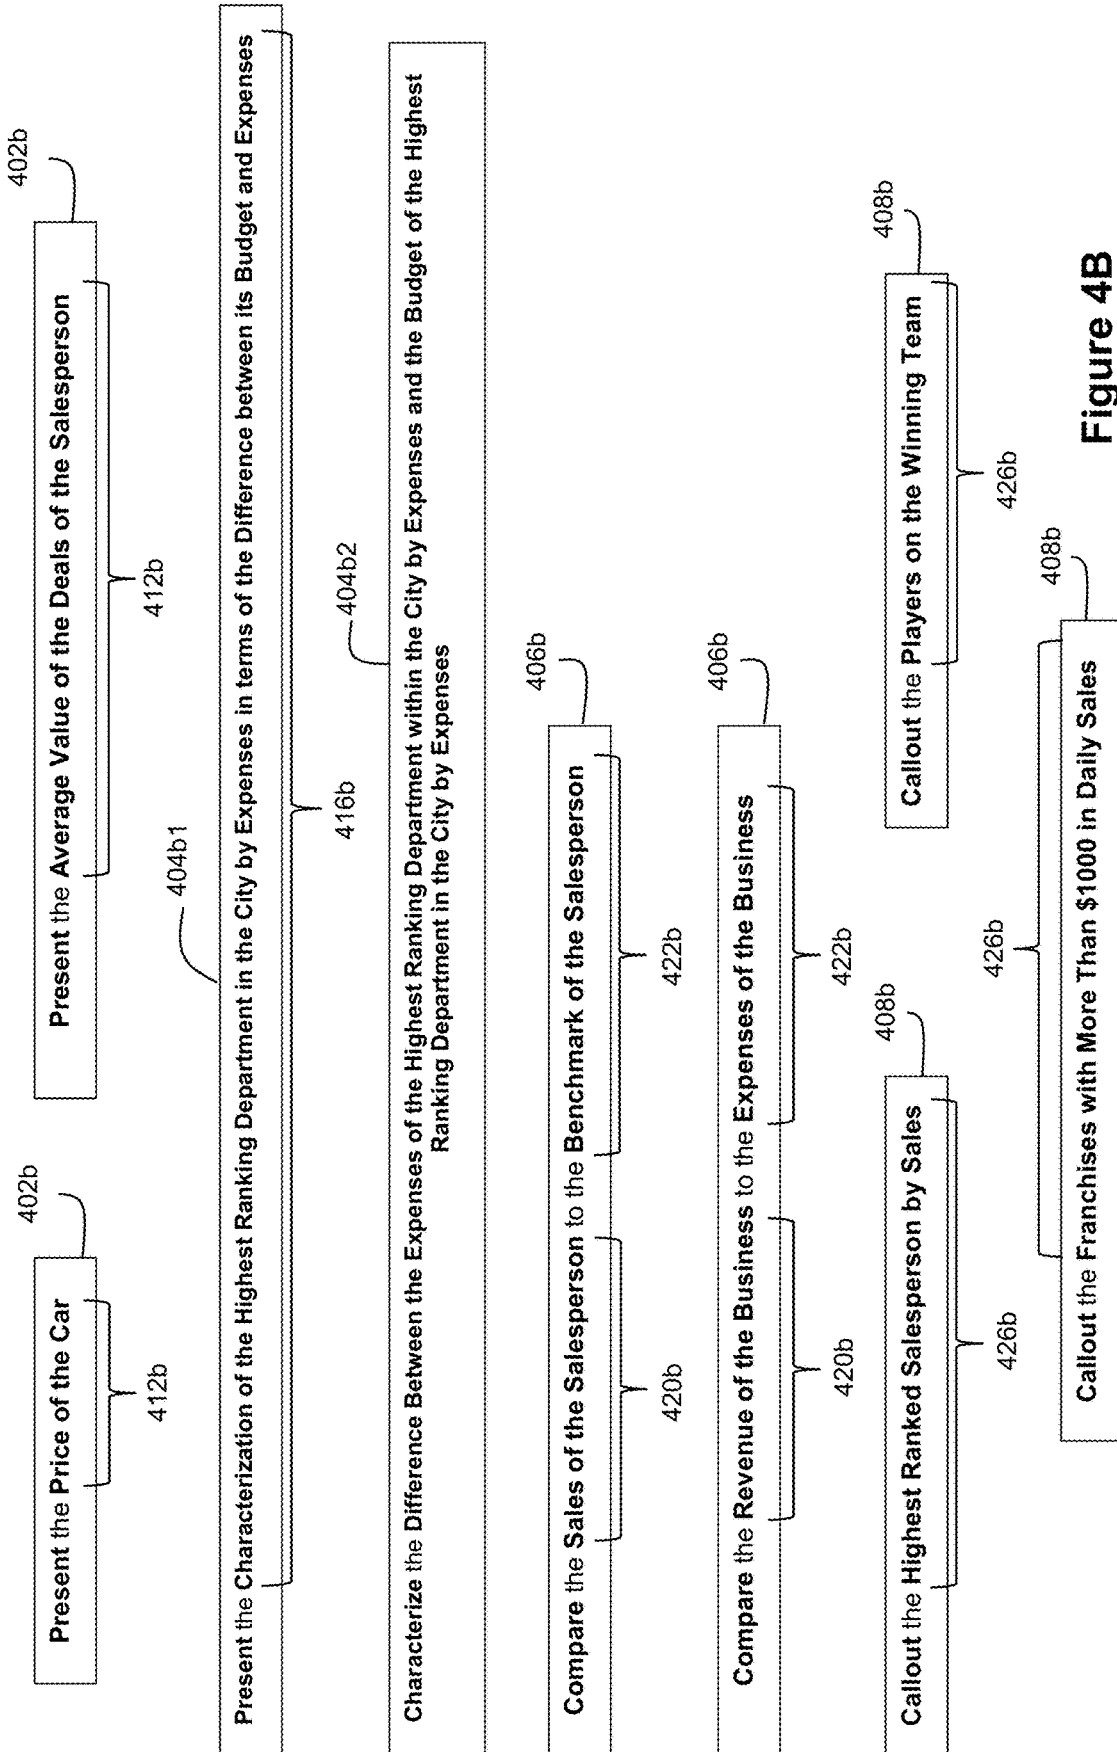 402b
402b
Present the Price of the Car
Present the Average Value of the Deals of the Salesperson
412b
412b
404b1
Present the Characterization of the Highest Ranking Department in the City by Expenses in terms of the Difference between its Budget and Expenses
416b
404b2
Characterize the Difference Between the Expenses of the Highest Ranking Department within the City by Expenses and the Budget of the Highest
Ranking Department in the City by Expenses
406b
Compare the Sales of the Salesperson to the Benchmark of the Salesperson
420b
422b
406b
Compare the Revenue of the Business to the Expenses of the Business
420b
422b
408b
408b
Callout the Highest Ranked Salesperson by Sales
Callout the Players on the Winning Team
426b
426b
426b
408b
Callout the Franchises with More Than $1000 in Daily Sales
Figure 4B